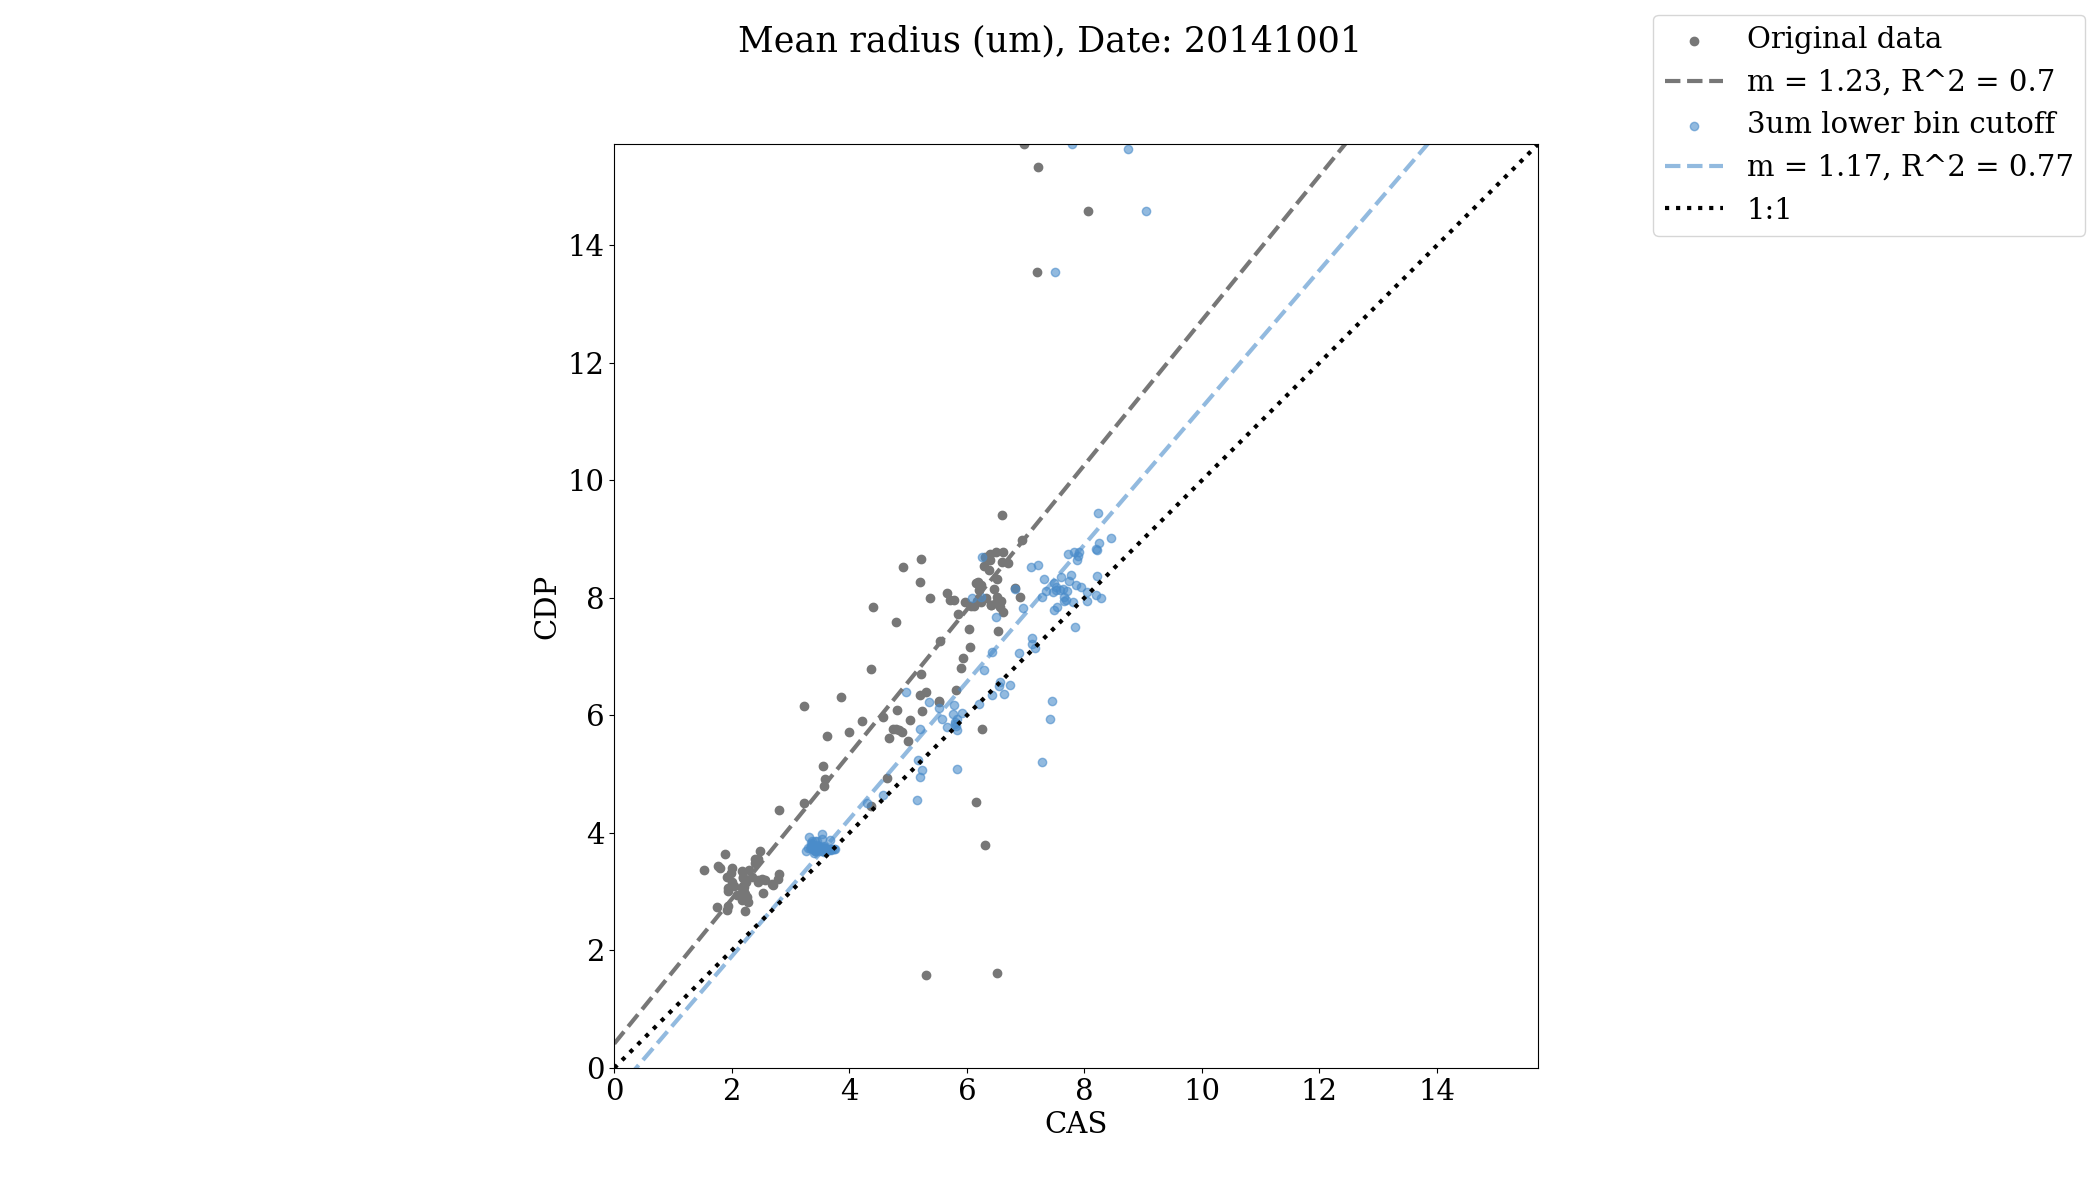 Mean radius (um), Date: 20141001
Original data
m = 1.23, R^2 = 0.7
3um lower bin cutoff
m = 1.17, R^2 = 0.77
1:1
14
12
10
8
6
4
2
0
CDP
0 2 4 6 8 10 12 14
CAS